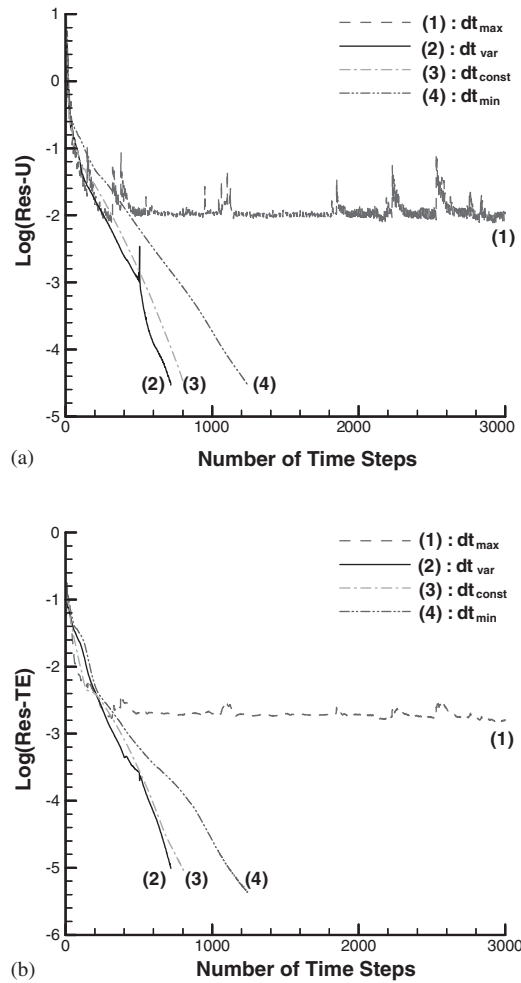 (1) : dt max
(2) : dt var
(3) : dt const
(4) : dt min
1
0
-1
-2
-3
-4
-5
Log(Res-U)
(1)
(2)
(3)
(4)
0
1000
2000
3000
Number of Time Steps
(a)
(1) : dt max
(2) : dt var
(3) : dt const
(4) : dt min
0
-1
-2
-3
-4
-5
-6
Log(Res-TE)
(1)
(2)
(3)
(4)
0
1000
2000
3000
Number of Time Steps
(b)